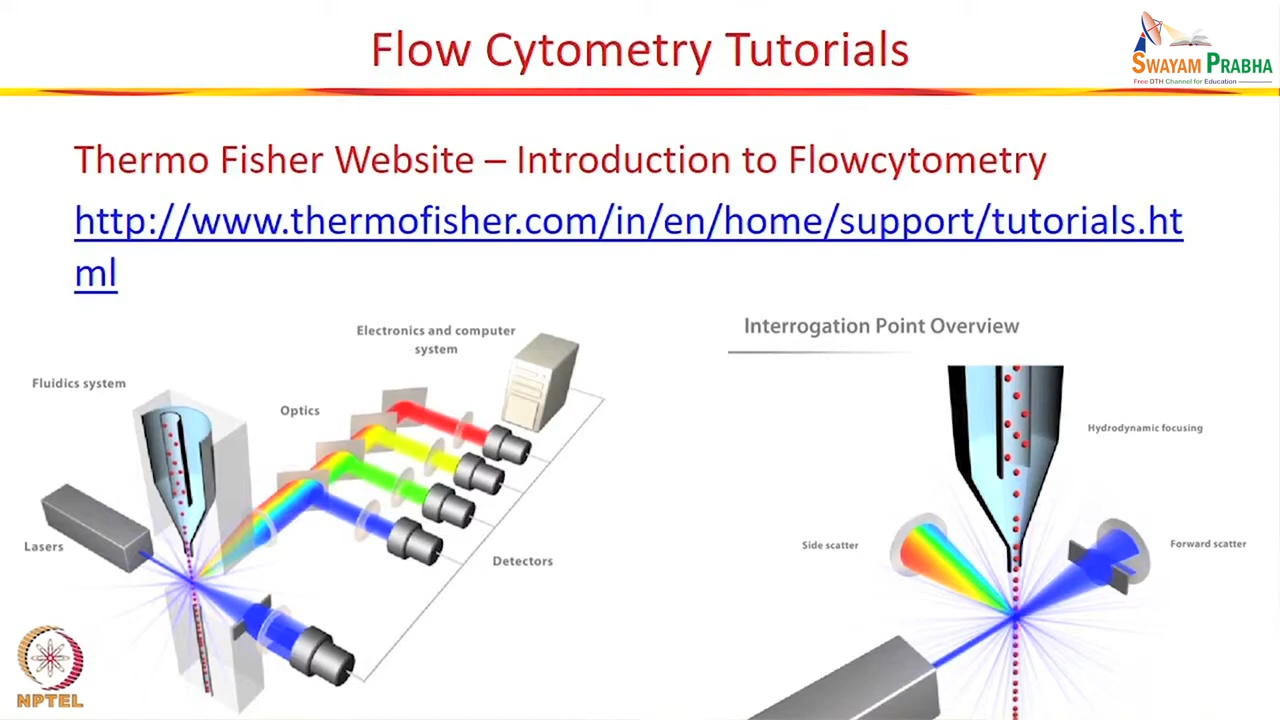 Flow Cytometry Tutorials
SWAYAM PRABHA
Free DTH Channel for Education
Thermo Fisher Website – Introduction to Flowcytometry
http://www.thermofisher.com/in/en/home/support/tutorials.ht
ml
Electronics and computer
system
Fluidics system
Optics
Lasers
Detectors
Interrogation Point Overview
Hydrodynamic focusing
Side scatter
Forward scatter
NPTEL